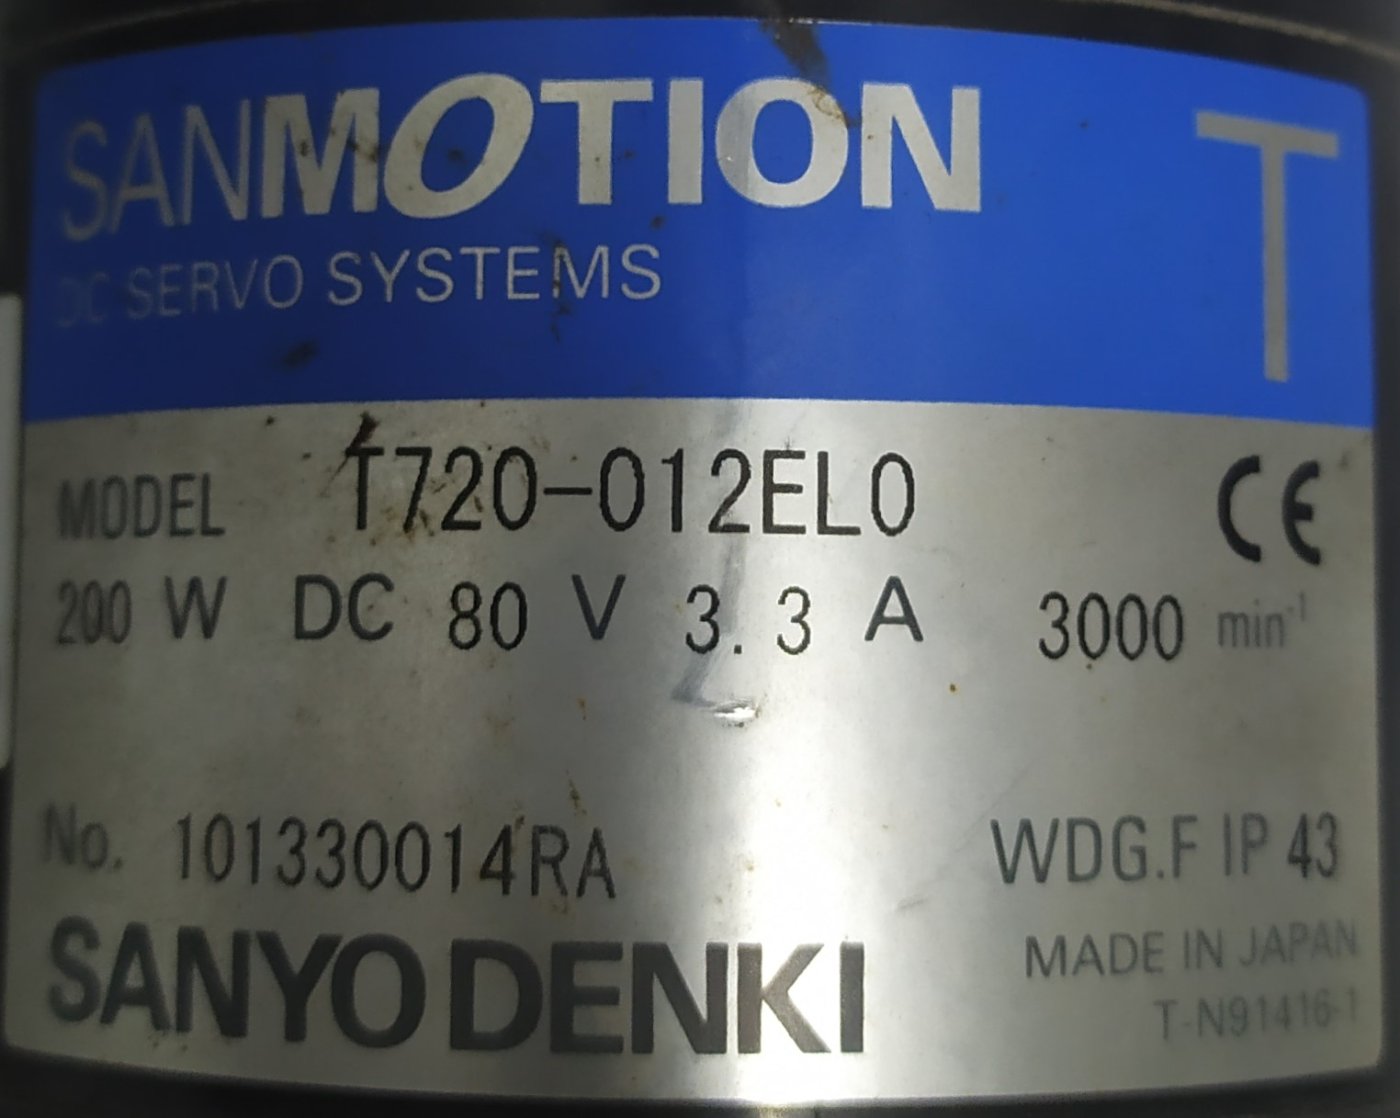 SANMOTION T
DC SERVO SYSTEMS
MODEL T720-012EL0 CE
200 W DC 80 V 3.3 A 3000 min⁻¹
No. 101330014RA WDG.F IP 43
SANYO DENKI
MADE IN JAPAN
T-N91416-1